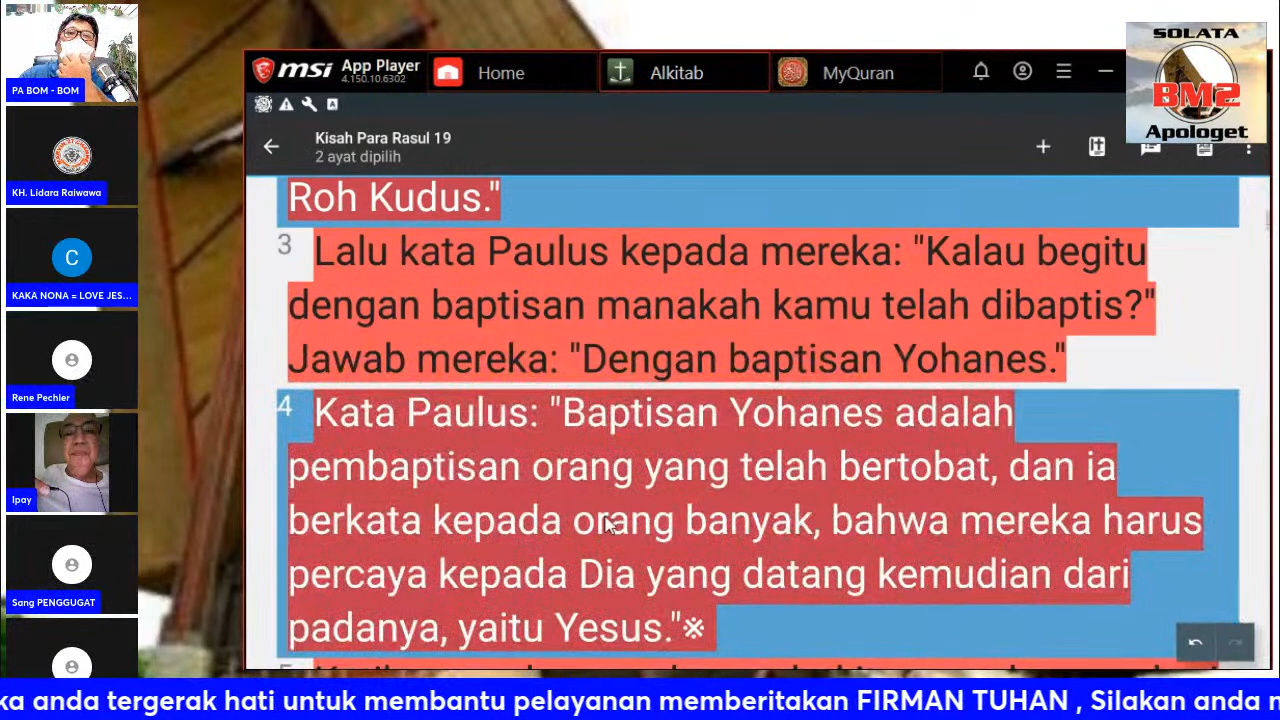 PA BOM - BOM
KH. Lidara Raiwawa
C
KAKA NONA = LOVE JES...
Rene Pechler
Ipay
Sang PENGGUGAT
msi App Player
4.150.10.6302
Home
Alkitab
MyQuran
SOLATA
BM2
Apologet
Kisah Para Rasul 19
2 ayat dipilih
Roh Kudus."
3 Lalu kata Paulus kepada mereka: "Kalau begitu
dengan baptisan manakah kamu telah dibaptis?"
Jawab mereka: "Dengan baptisan Yohanes."
4 Kata Paulus: "Baptisan Yohanes adalah
pembaptisan orang yang telah bertobat, dan ia
berkata kepada orang banyak, bahwa mereka harus
percaya kepada Dia yang datang kemudian dari
padanya, yaitu Yesus."※
ka anda tergerak hati untuk membantu pelayanan memberitakan FIRMAN TUHAN , Silakan anda